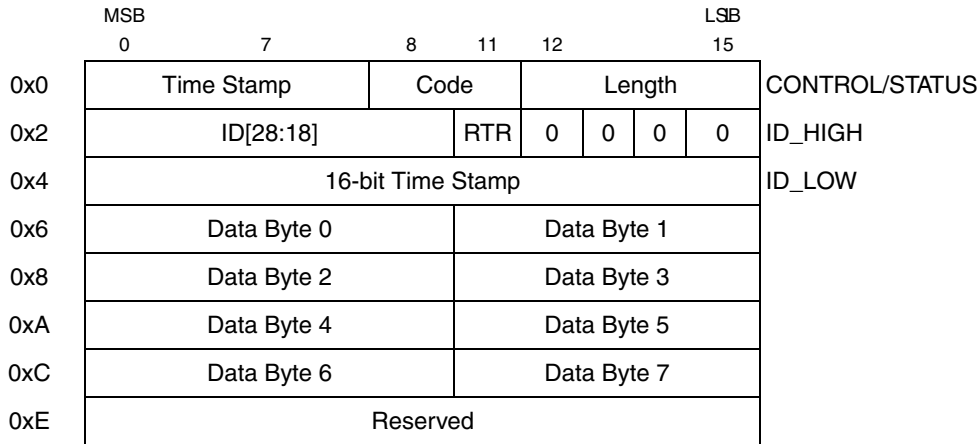 MSB LSB
0 7 8 11 12 15
0x0 Time Stamp Code Length CONTROL/STATUS
0x2 ID[28:18] RTR 0 0 0 0 ID_HIGH
0x4 16-bit Time Stamp ID_LOW
0x6 Data Byte 0 Data Byte 1
0x8 Data Byte 2 Data Byte 3
0xA Data Byte 4 Data Byte 5
0xC Data Byte 6 Data Byte 7
0xE Reserved